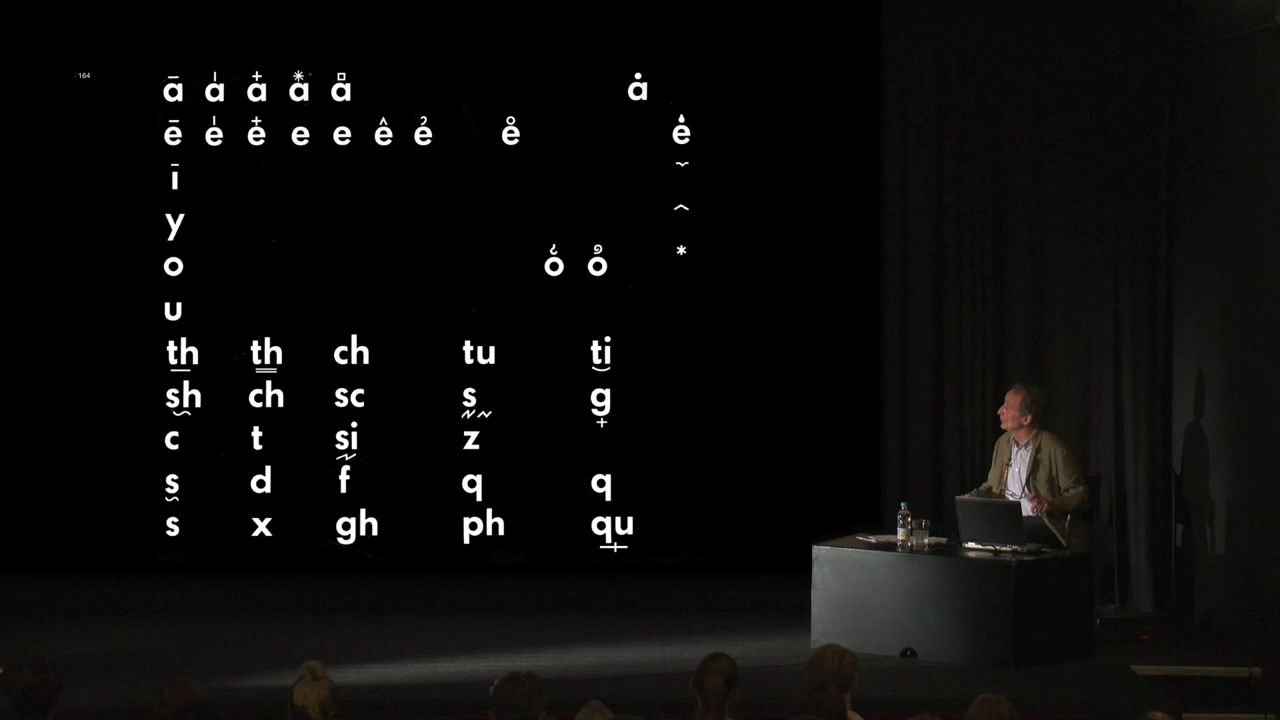 164
ā a̍ a̟ a͙ a ȧ
ē e̍ e̟ e e ê ẻ e̊ ė
ī
y
o ỏ o
u
th th ch tu ti
sh ch sc s g
c t si z
s d f q q
s x gh ph qu